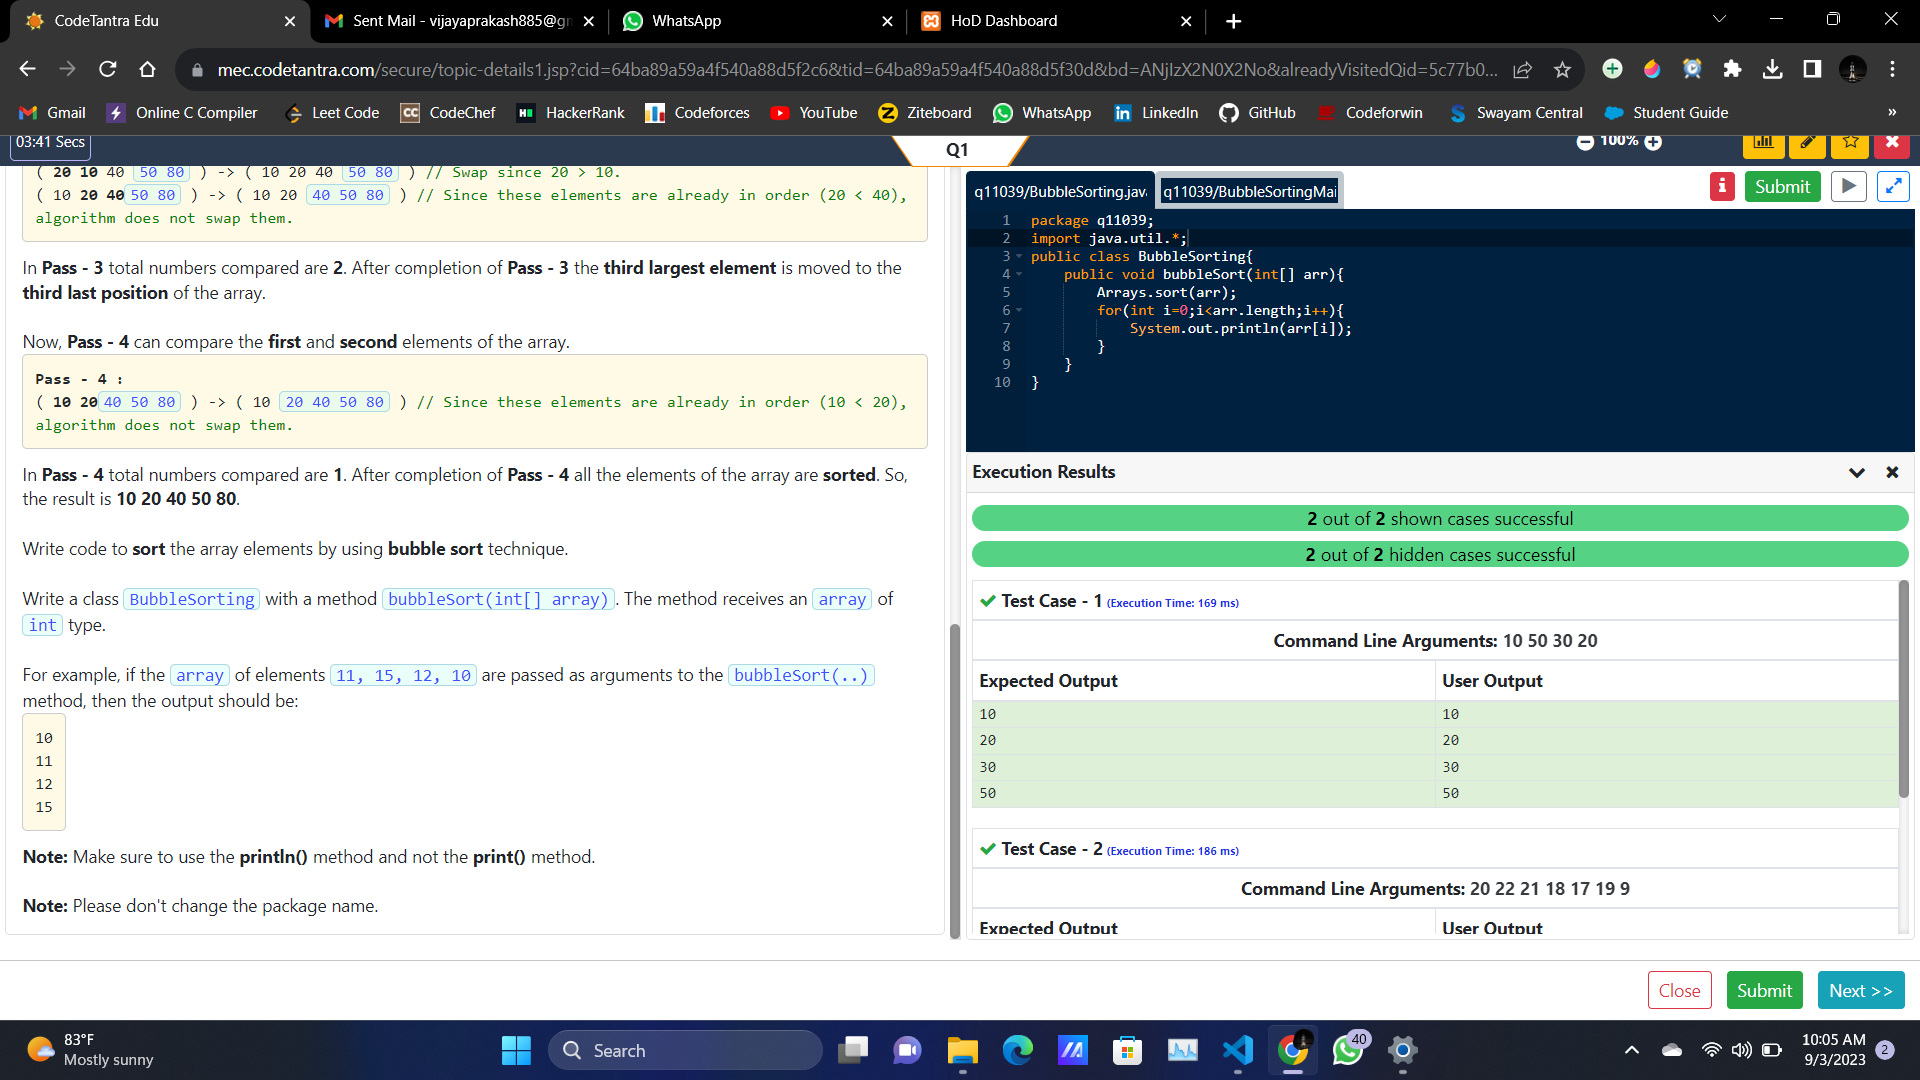 CodeTantra Edu
Sent Mail - vijayaprakash885@gn
WhatsApp
HoD Dashboard
mec.codetantra.com/secure/topic-details1.jsp?cid=64ba89a59a4f540a88d5f2c6&tid=64ba89a59a4f540a88d5f30d&bd=ANjIzX2N0X2No&alreadyVisitedQid=5c77b0...
Gmail Online C Compiler Leet Code CodeChef HackerRank Codeforces YouTube Ziteboard WhatsApp LinkedIn GitHub Codeforwin Swayam Central Student Guide »
03:41 Secs
Q1
100%
( 20 10 40 50 80 ) -> ( 10 20 40 50 80 ) // Swap since 20 > 10.
( 10 20 40 50 80 ) -> ( 10 20 40 50 80 ) // Since these elements are already in order (20 < 40),
algorithm does not swap them.
In Pass - 3 total numbers compared are 2. After completion of Pass - 3 the third largest element is moved to the
third last position of the array.
Now, Pass - 4 can compare the first and second elements of the array.
Pass - 4 :
( 10 20 40 50 80 ) -> ( 10 20 40 50 80 ) // Since these elements are already in order (10 < 20),
algorithm does not swap them.
In Pass - 4 total numbers compared are 1. After completion of Pass - 4 all the elements of the array are sorted. So,
the result is 10 20 40 50 80.
Write code to sort the array elements by using bubble sort technique.
Write a class BubbleSorting with a method bubbleSort(int[] array). The method receives an array of
int type.
For example, if the array of elements 11, 15, 12, 10 are passed as arguments to the bubbleSort(..)
method, then the output should be:
10
11
12
15
Note: Make sure to use the println() method and not the print() method.
Note: Please don't change the package name.
q11039/BubbleSorting.jav
q11039/BubbleSortingMai
Submit
1 package q11039;
2 import java.util.*;
3 public class BubbleSorting{
4 public void bubbleSort(int[] arr){
5 Arrays.sort(arr);
6 for(int i=0;i<arr.length;i++){
7 System.out.println(arr[i]);
8 }
9 }
10 }
Execution Results
2 out of 2 shown cases successful
2 out of 2 hidden cases successful
Test Case - 1 (Execution Time: 169 ms)
Command Line Arguments: 10 50 30 20
Expected Output User Output
10 10
20 20
30 30
50 50
Test Case - 2 (Execution Time: 186 ms)
Command Line Arguments: 20 22 21 18 17 19 9
Expected Output User Output
Close Submit Next >>
83°F
Mostly sunny
Search
40
10:05 AM
9/3/2023
2